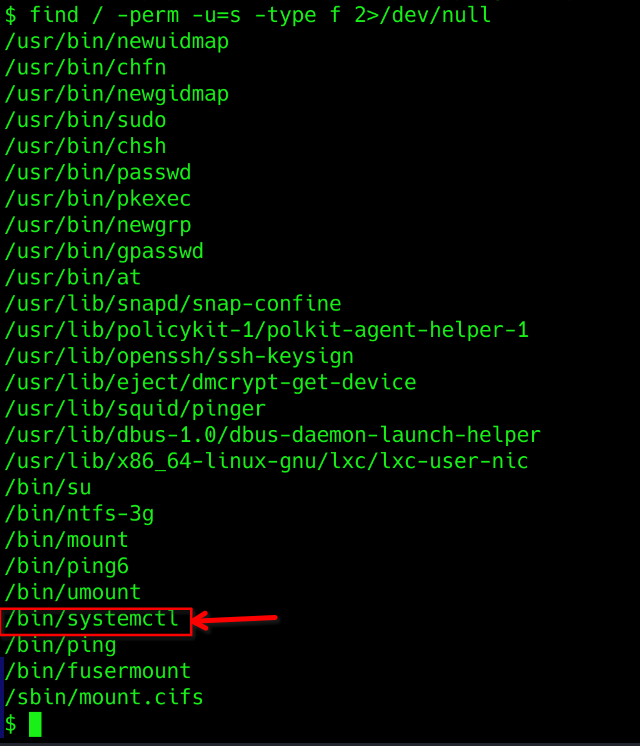 $ find / -perm -u=s -type f 2>/dev/null
/usr/bin/newuidmap
/usr/bin/chfn
/usr/bin/newgidmap
/usr/bin/sudo
/usr/bin/chsh
/usr/bin/passwd
/usr/bin/pkexec
/usr/bin/newgrp
/usr/bin/gpasswd
/usr/bin/at
/usr/lib/snapd/snap-confine
/usr/lib/policykit-1/polkit-agent-helper-1
/usr/lib/openssh/ssh-keysign
/usr/lib/eject/dmcrypt-get-device
/usr/lib/squid/pinger
/usr/lib/dbus-1.0/dbus-daemon-launch-helper
/usr/lib/x86_64-linux-gnu/lxc/lxc-user-nic
/bin/su
/bin/ntfs-3g
/bin/mount
/bin/ping6
/bin/umount
/bin/systemctl
/bin/ping
/bin/fusermount
/sbin/mount.cifs
$